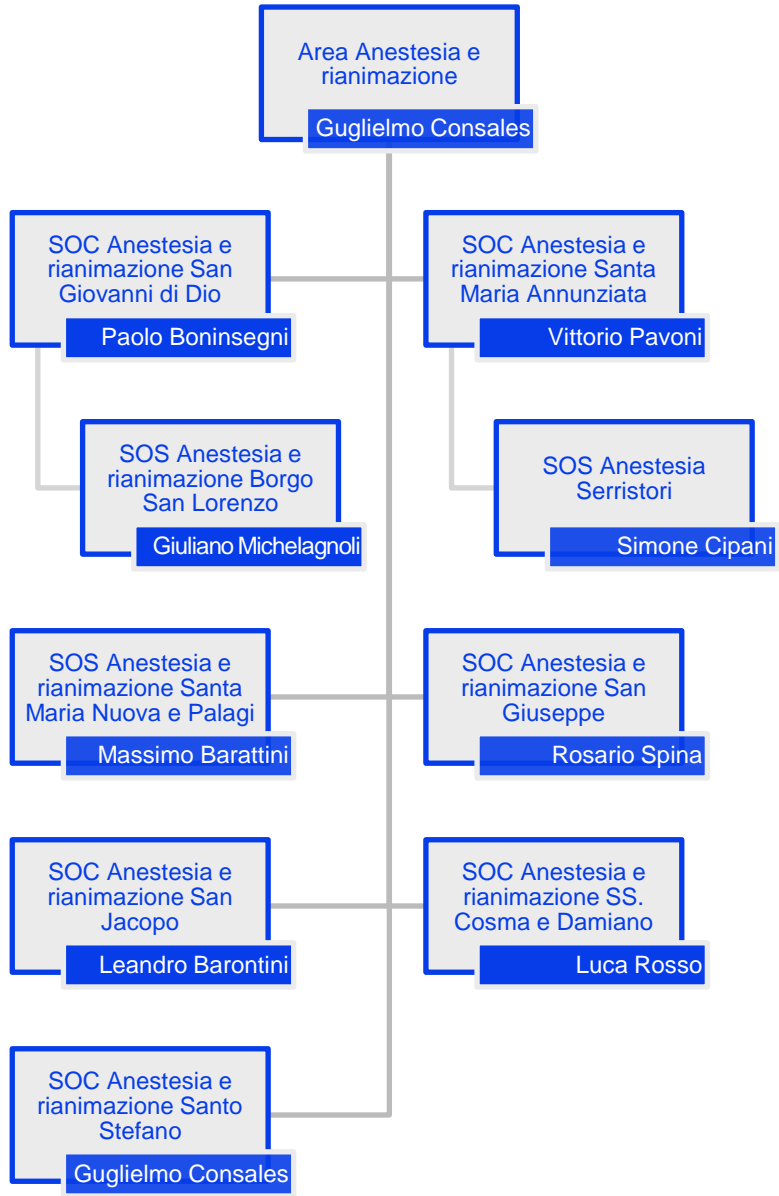 Area Anestesia e
rianimazione
Guglielmo Consales
SOC Anestesia e
rianimazione San
Giovanni di Dio
Paolo Boninsegni
SOC Anestesia e
rianimazione Santa
Maria Annunziata
Vittorio Pavoni
SOS Anestesia e
rianimazione Borgo
San Lorenzo
Giuliano Michelagnoli
SOS Anestesia
Serristori
Simone Cipani
SOS Anestesia e
rianimazione Santa
Maria Nuova e Palagi
Massimo Barattini
SOC Anestesia e
rianimazione San
Giuseppe
Rosario Spina
SOC Anestesia e
rianimazione San
Jacopo
Leandro Barontini
SOC Anestesia e
rianimazione SS.
Cosma e Damiano
Luca Rosso
SOC Anestesia e
rianimazione Santo
Stefano
Guglielmo Consales